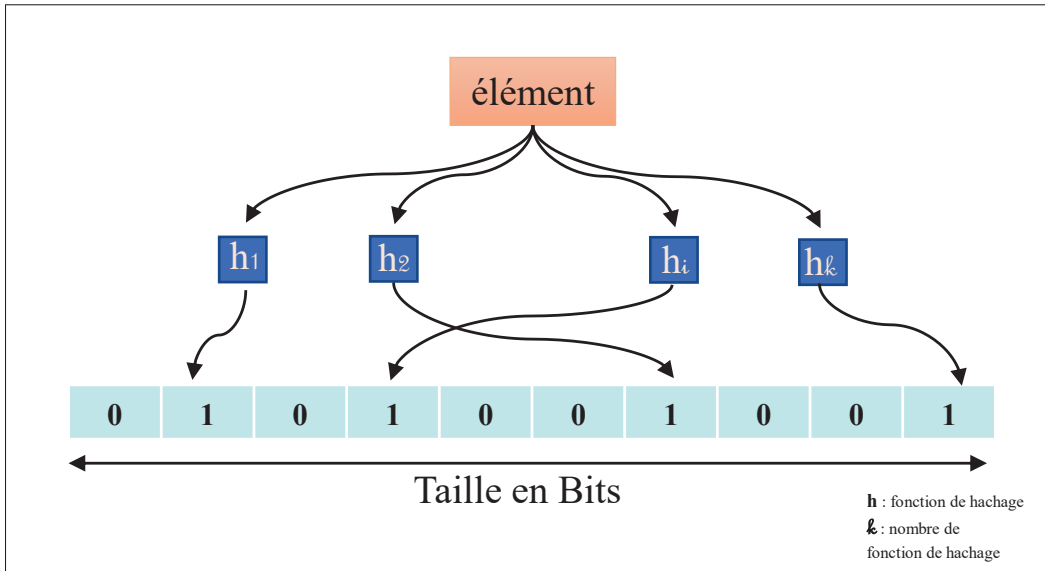 élément
h1 h2 hi hk
0 1 0 1 0 0 1 0 0 1
Taille en Bits
h : fonction de hachage
k : nombre de
fonction de hachage